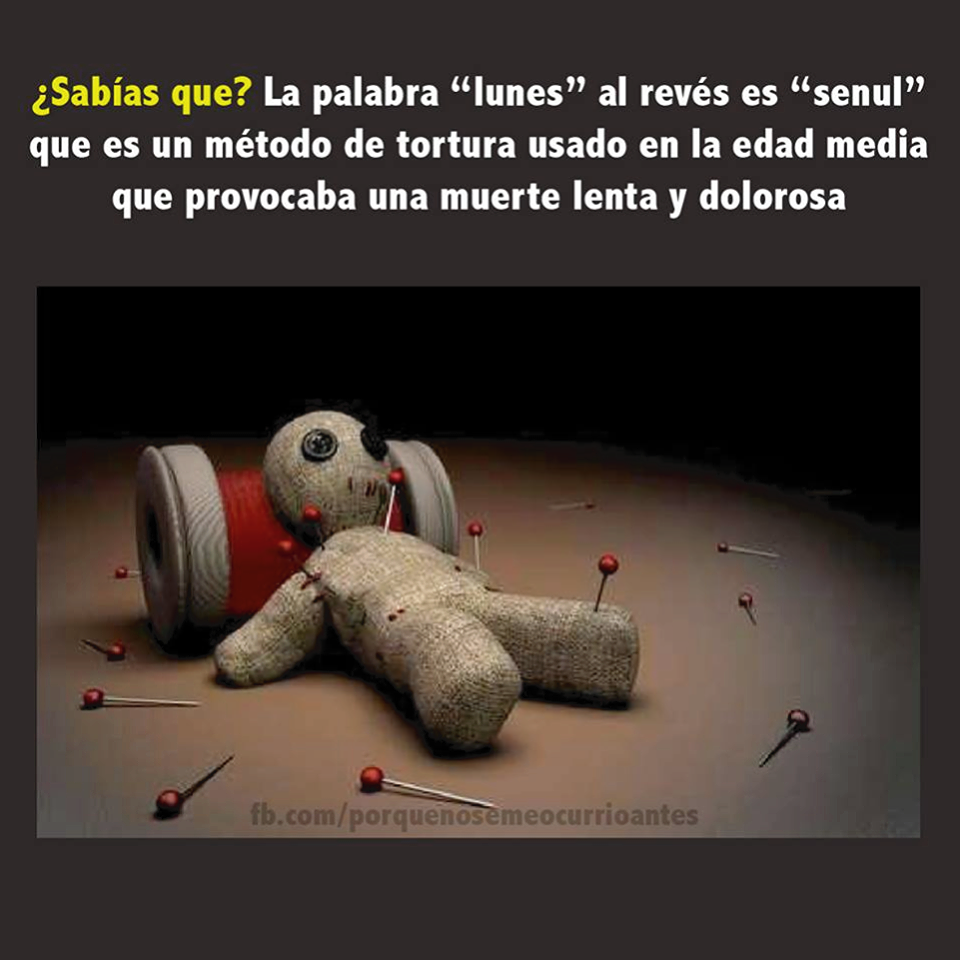 ¿Sabías que? La palabra “lunes” al revés es “senul”
que es un método de tortura usado en la edad media
que provocaba una muerte lenta y dolorosa
fb.com/porquenosemeocurrioantes